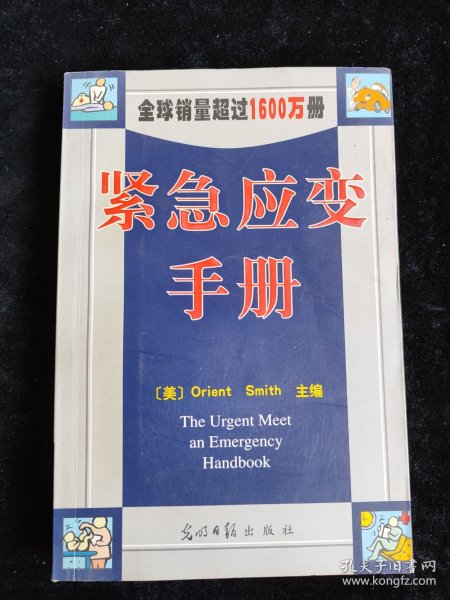 全球销量超过1600万册
紧急应变
手册
〔美〕Orient Smith 主编
The Urgent Meet
an Emergency
Handbook
光明日报出版社
孔夫子旧书网
www.kongfz.com